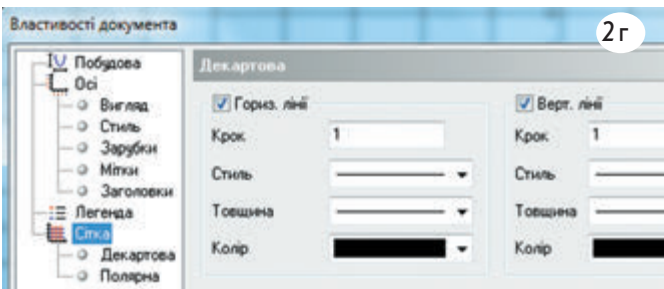 Властивості документа
2г
Побудова
Осі
Вигляд
Стиль
Зарубки
Мітки
Заголовки
Легенда
Сітка
Декартова
Полярна
Декартова
Гориз. лінії
Крок 1
Стиль
Товщина
Колір
Верт. лінії
Крок 1
Стиль
Товщина
Колір